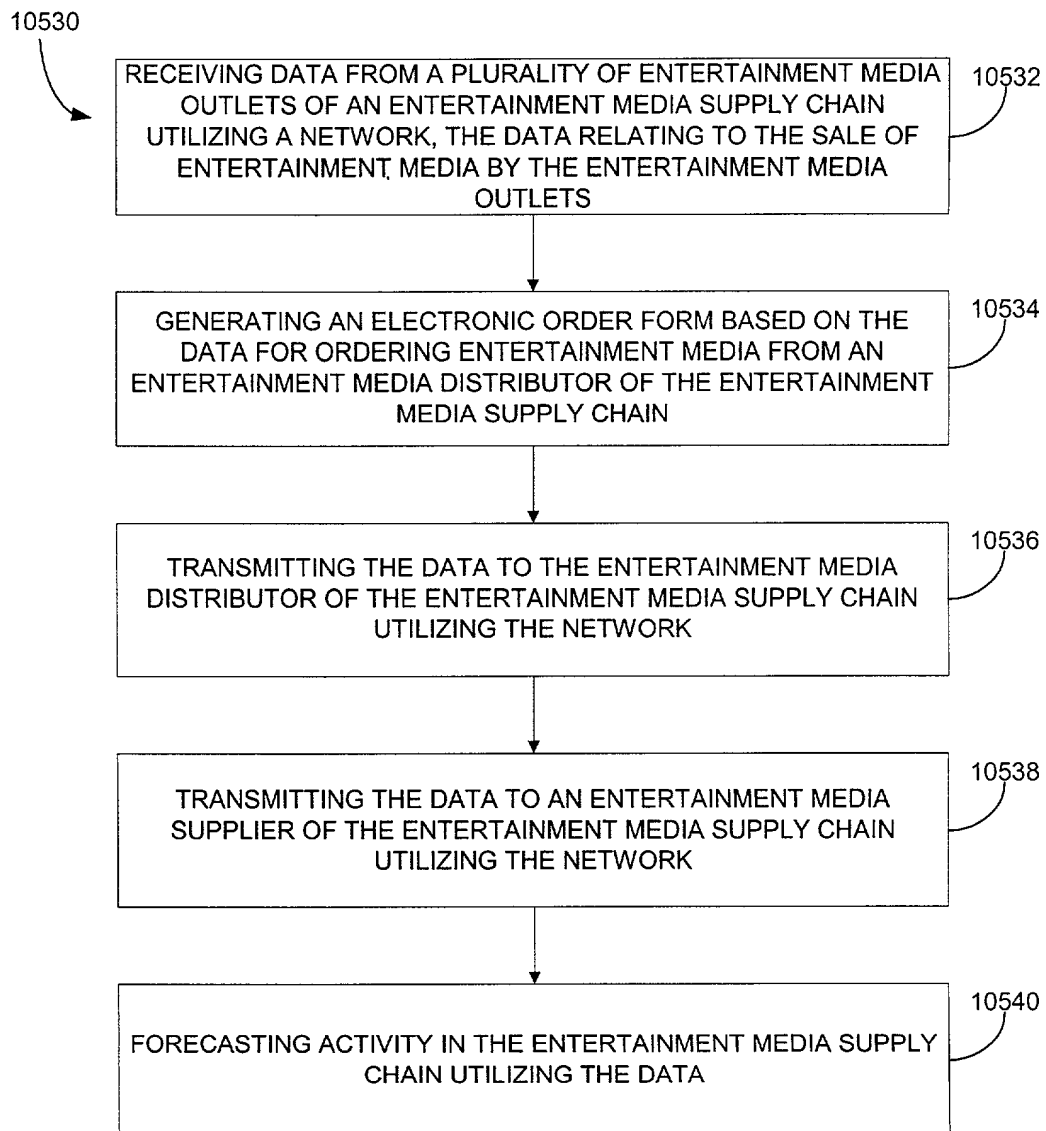 10530
RECEIVING DATA FROM A PLURALITY OF ENTERTAINMENT MEDIA
OUTLETS OF AN ENTERTAINMENT MEDIA SUPPLY CHAIN
UTILIZING A NETWORK, THE DATA RELATING TO THE SALE OF
ENTERTAINMENT MEDIA BY THE ENTERTAINMENT MEDIA
OUTLETS
10532
GENERATING AN ELECTRONIC ORDER FORM BASED ON THE
DATA FOR ORDERING ENTERTAINMENT MEDIA FROM AN
ENTERTAINMENT MEDIA DISTRIBUTOR OF THE ENTERTAINMENT
MEDIA SUPPLY CHAIN
10534
TRANSMITTING THE DATA TO THE ENTERTAINMENT MEDIA
DISTRIBUTOR OF THE ENTERTAINMENT MEDIA SUPPLY CHAIN
UTILIZING THE NETWORK
10536
TRANSMITTING THE DATA TO AN ENTERTAINMENT MEDIA
SUPPLIER OF THE ENTERTAINMENT MEDIA SUPPLY CHAIN
UTILIZING THE NETWORK
10538
FORECASTING ACTIVITY IN THE ENTERTAINMENT MEDIA SUPPLY
CHAIN UTILIZING THE DATA
10540